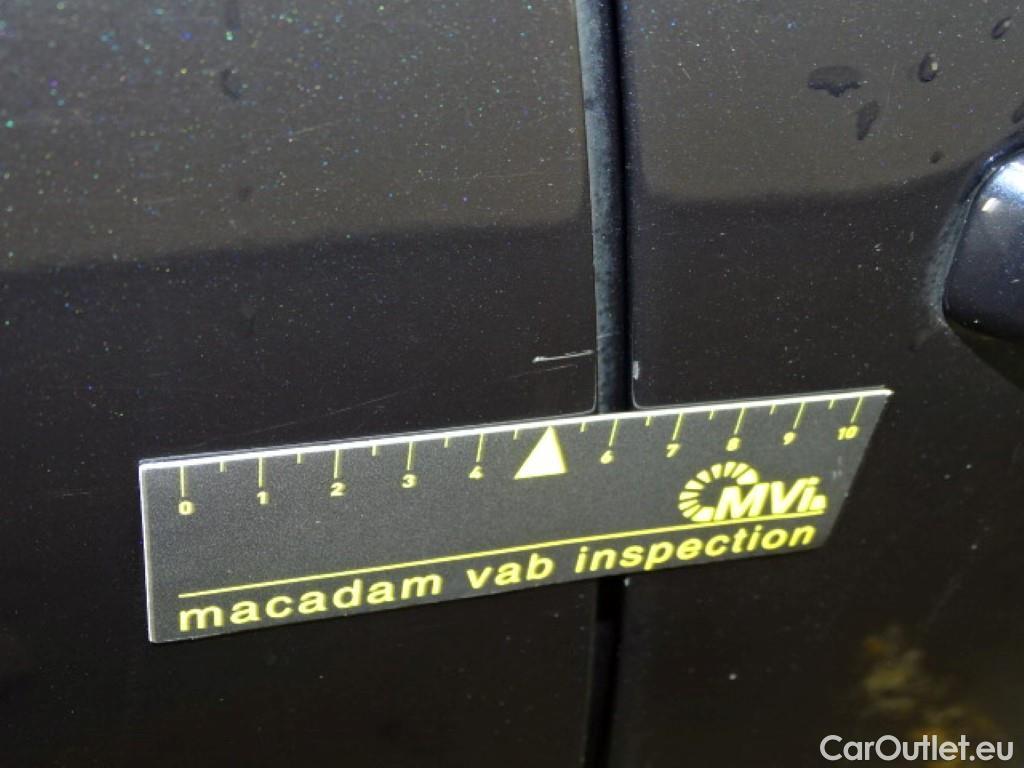 0 1 2 3 4 6 7 8 9 10
MVi.
macadam vab inspection
CarOutlet.eu